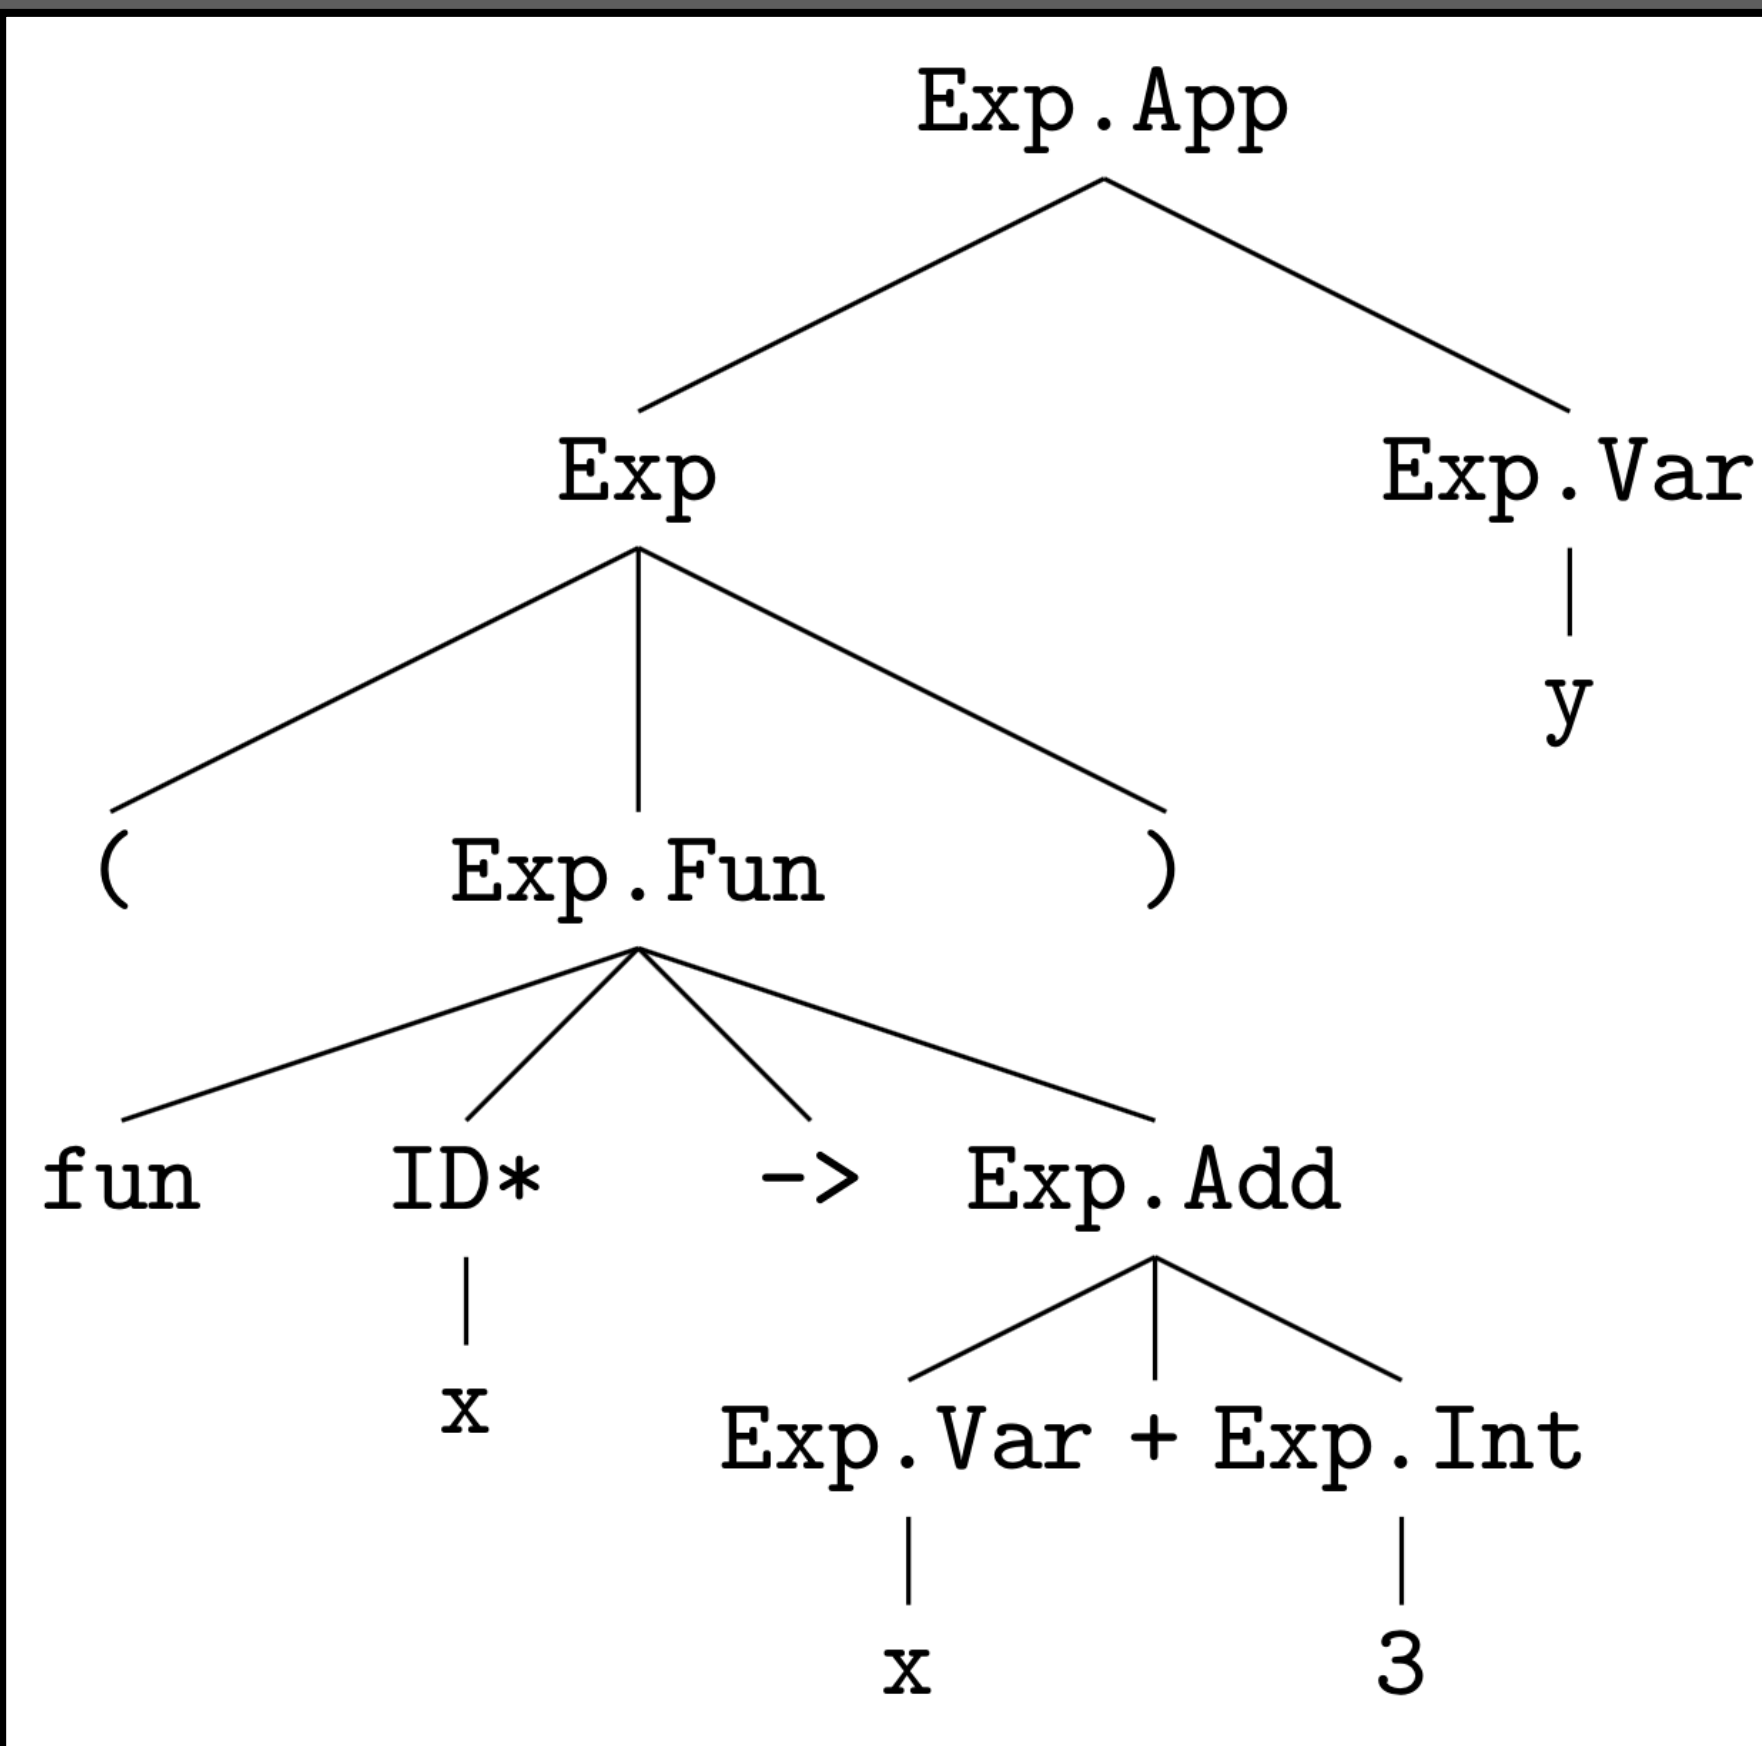 Exp.App
Exp Exp.Var
y
( Exp.Fun )
fun ID* -> Exp.Add
x
Exp.Var + Exp.Int
x 3